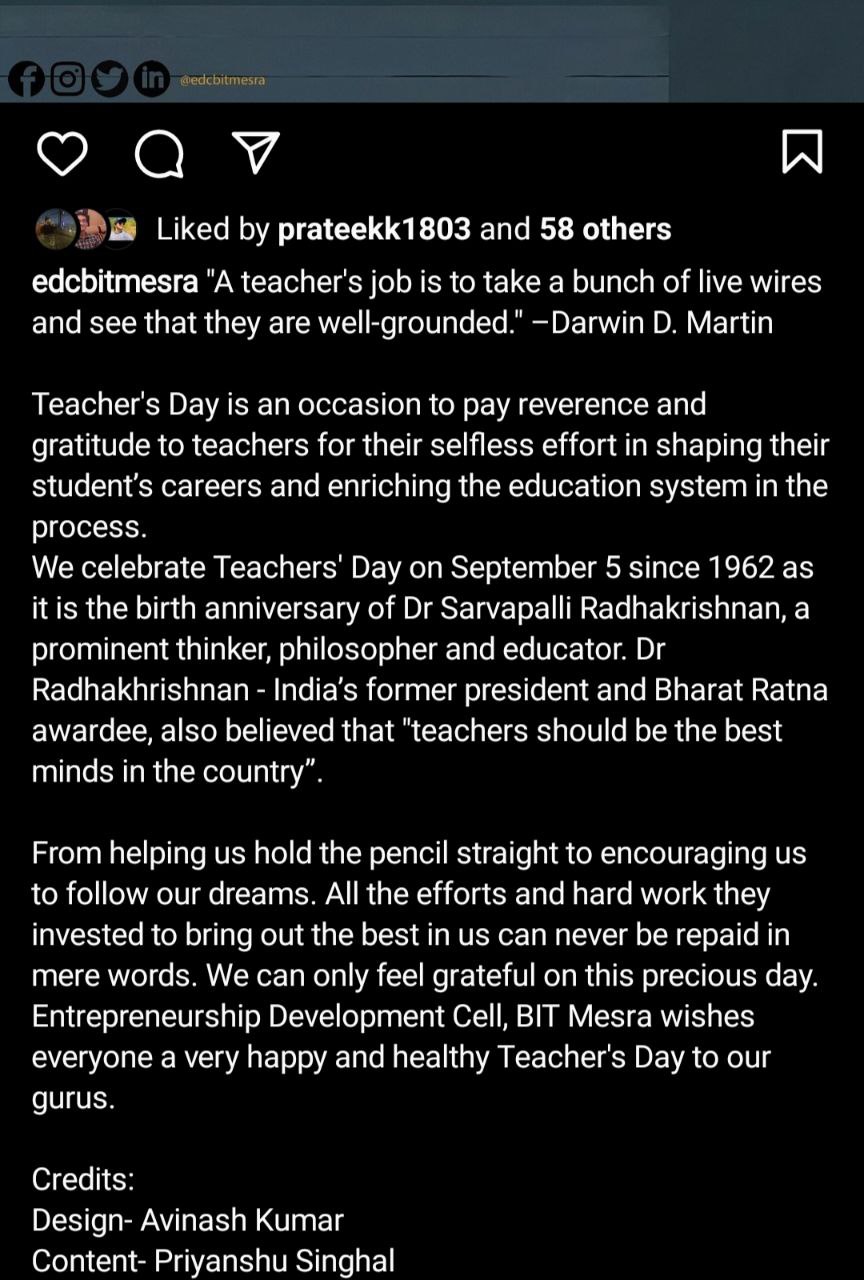 @edcbitmesra
Liked by prateekk1803 and 58 others
edcbitmesra "A teacher's job is to take a bunch of live wires
and see that they are well-grounded." –Darwin D. Martin
Teacher's Day is an occasion to pay reverence and
gratitude to teachers for their selfless effort in shaping their
student’s careers and enriching the education system in the
process.
We celebrate Teachers' Day on September 5 since 1962 as
it is the birth anniversary of Dr Sarvapalli Radhakrishnan, a
prominent thinker, philosopher and educator. Dr
Radhakhrishnan - India’s former president and Bharat Ratna
awardee, also believed that "teachers should be the best
minds in the country”.
From helping us hold the pencil straight to encouraging us
to follow our dreams. All the efforts and hard work they
invested to bring out the best in us can never be repaid in
mere words. We can only feel grateful on this precious day.
Entrepreneurship Development Cell, BIT Mesra wishes
everyone a very happy and healthy Teacher's Day to our
gurus.
Credits:
Design- Avinash Kumar
Content- Priyanshu Singhal